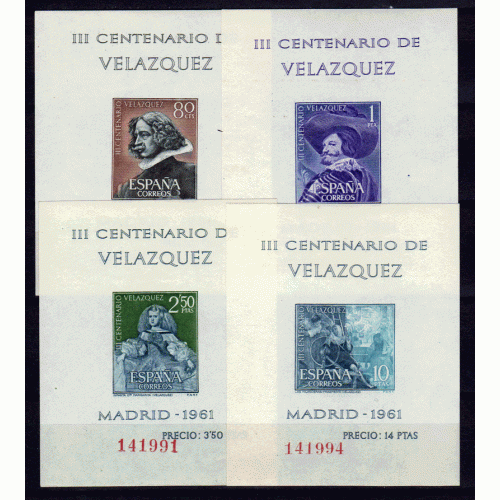 III CENTENARIO DE
VELAZQUEZ
80
CTS
III CENTENARIO
VELAZQUEZ
ESPAÑA
CORREOS
III CENTENARIO DE
VELAZQUEZ
1
PTA
III CENTENARIO
VELAZQUEZ
ESPAÑA
CORREOS
III CENTENARIO DE
VELAZQUEZ
III CENTENARIO
VELAZQUEZ
2'50
PTAS
ESPAÑA
CORREOS
MADRID - 1961
PRECIO: 3'50
141991
III CENTENARIO DE
VELAZQUEZ
III CENTENARIO
VELAZQUEZ
ESPAÑA
CORREOS
10
PTAS
MADRID - 1961
PRECIO: 14 PTAS
141994